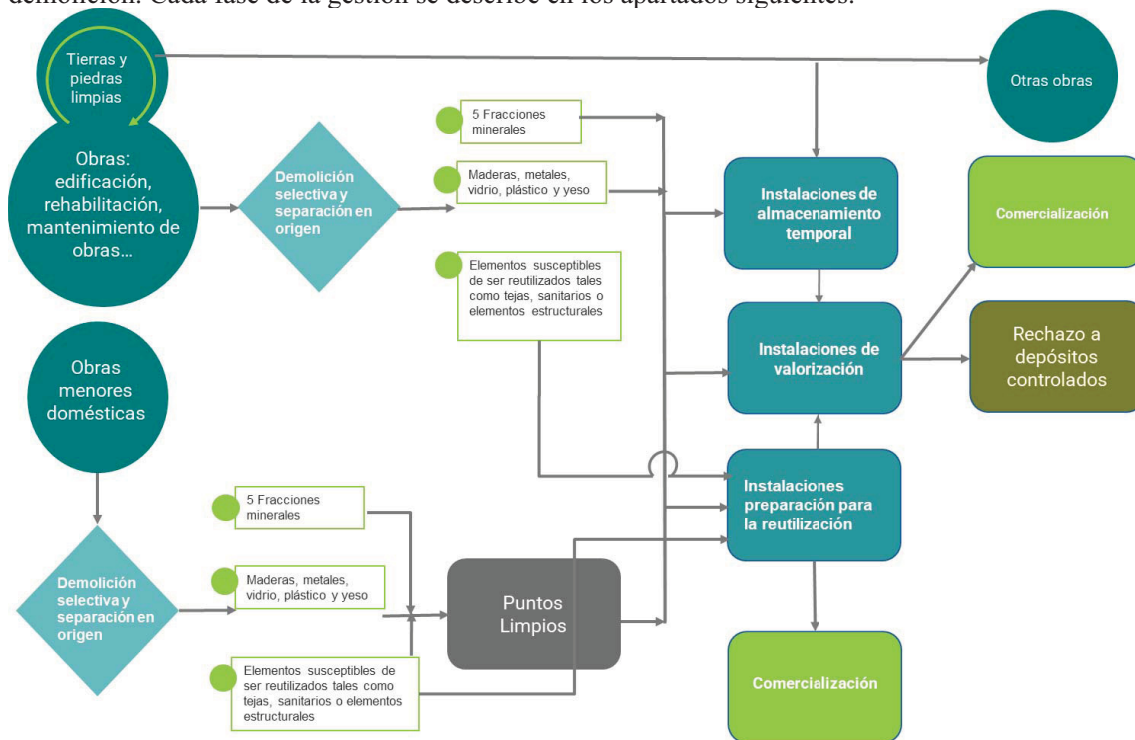 demolición. Cada fase de la gestión se describe en los apartados siguientes.
Tierras y
piedras limpias
Otras obras
Obras:
edificación,
rehabilitación,
mantenimiento de
obras...
Demolición
selectiva y
separación en
origen
5 Fracciones
minerales
Maderas, metales,
vidrio, plástico y yeso
Elementos susceptibles
de ser reutilizados tales
como tejas, sanitarios o
elementos estructurales
Instalaciones de
almacenamiento
temporal
Comercialización
Instalaciones de
valorización
Rechazo a
depósitos
controlados
Obras
menores
domésticas
Instalaciones
preparación para
la reutilización
Demolición
selectiva y
separación en
origen
5 Fracciones
minerales
Maderas, metales,
vidrio, plástico y yeso
Elementos susceptibles de
ser reutilizados tales como
tejas, sanitarios o elementos
estructurales
Puntos
Limpios
Comercialización